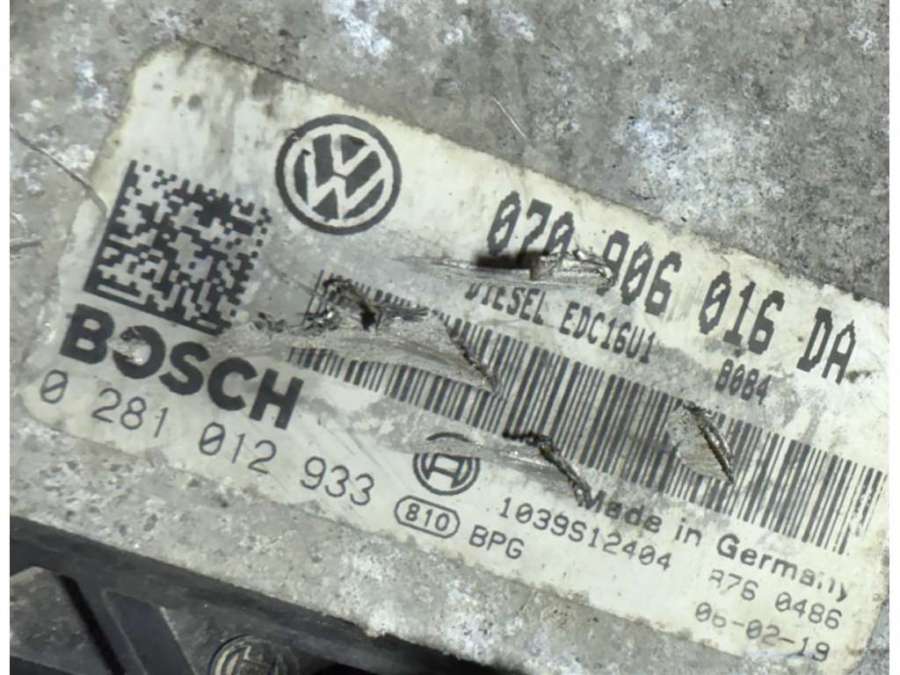 070 906 016 DA
DIESEL EDC16U1
8084
BOSCH
0 281 012 933
810 BPG
1039S12404
Made in Germany
0486
06-02-19